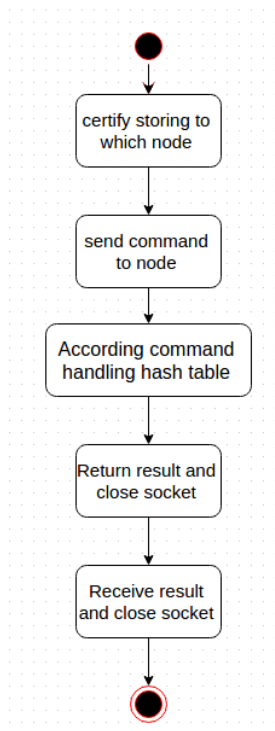 certify storing to
which node
send command
to node
According command
handling hash table
Return result and
close socket
Receive result
and close socket